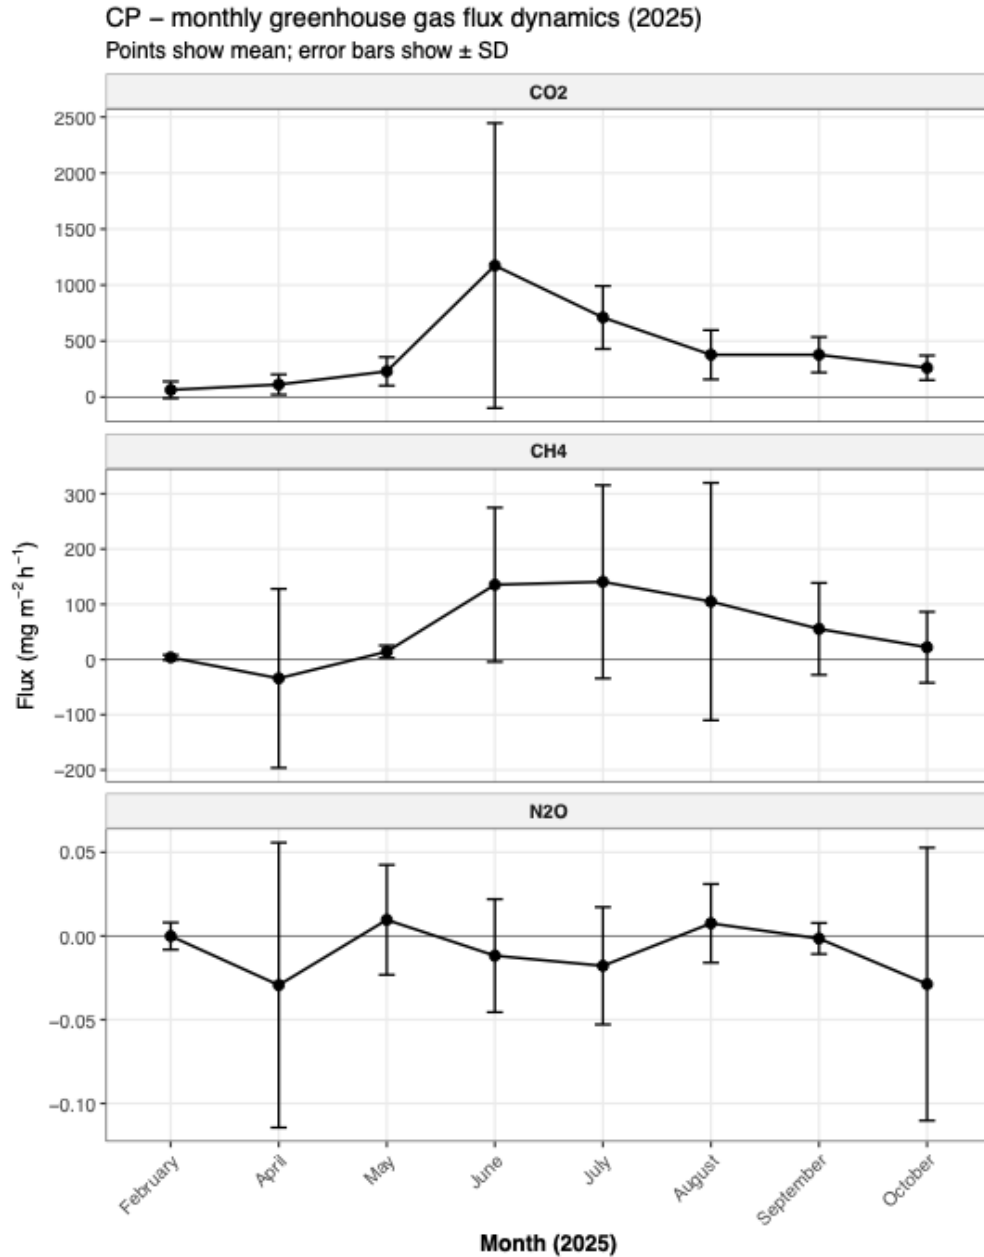 CP – monthly greenhouse gas flux dynamics (2025)
Points show mean; error bars show ± SD
CO2
2500
2000
1500
1000
500
0
CH4
300
200
100
0
−100
−200
Flux (mg m⁻² h⁻¹)
N2O
0.05
0.00
−0.05
−0.10
February
April
May
June
July
August
September
October
Month (2025)